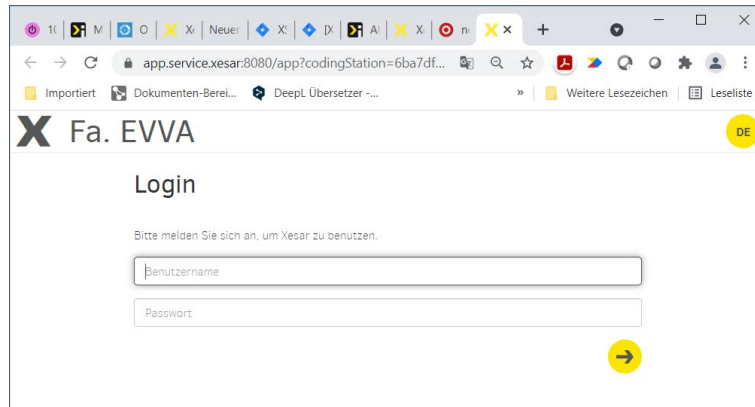 1( M O X( Neuer X: [X A X( n
app.service.xesar:8080/app?codingStation=6ba7df...
Importiert Dokumenten-Berei... DeepL Übersetzer -... » Weitere Lesezeichen Leseliste
X Fa. EVVA DE
Login
Bitte melden Sie sich an, um Xesar zu benutzen.
Benutzername
Passwort